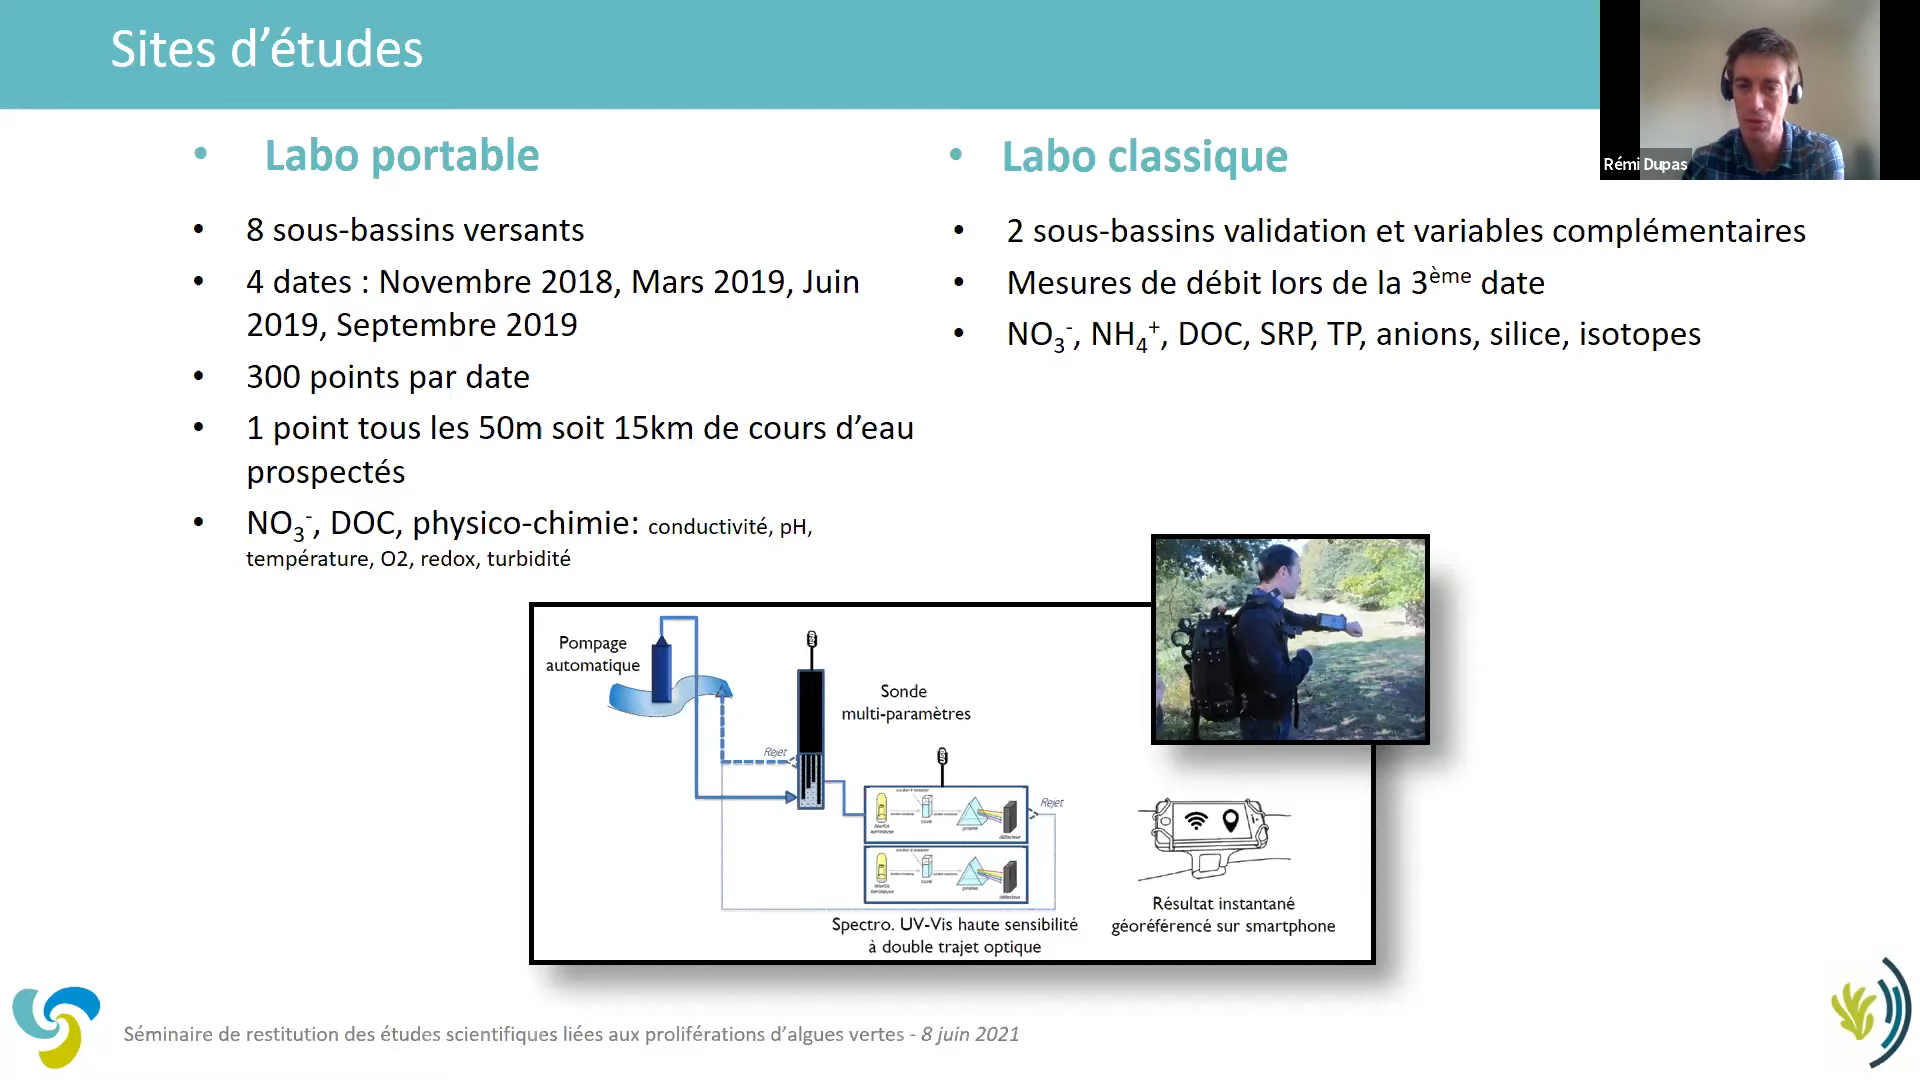 Sites d’études
Rémi Dupas
• Labo portable
• 8 sous-bassins versants
• 4 dates : Novembre 2018, Mars 2019, Juin
2019, Septembre 2019
• 300 points par date
• 1 point tous les 50m soit 15km de cours d’eau
prospectés
• NO₃⁻, DOC, physico-chimie: conductivité, pH,
température, O2, redox, turbidité
• Labo classique
• 2 sous-bassins validation et variables complémentaires
• Mesures de débit lors de la 3ème date
• NO₃⁻, NH₄⁺, DOC, SRP, TP, anions, silice, isotopes
Pompage
automatique
Sonde
multi-paramètres
Rejet
Rejet
Spectro. UV-Vis haute sensibilité
à double trajet optique
Résultat instantané
géoréférencé sur smartphone
Séminaire de restitution des études scientifiques liées aux proliférations d’algues vertes - 8 juin 2021